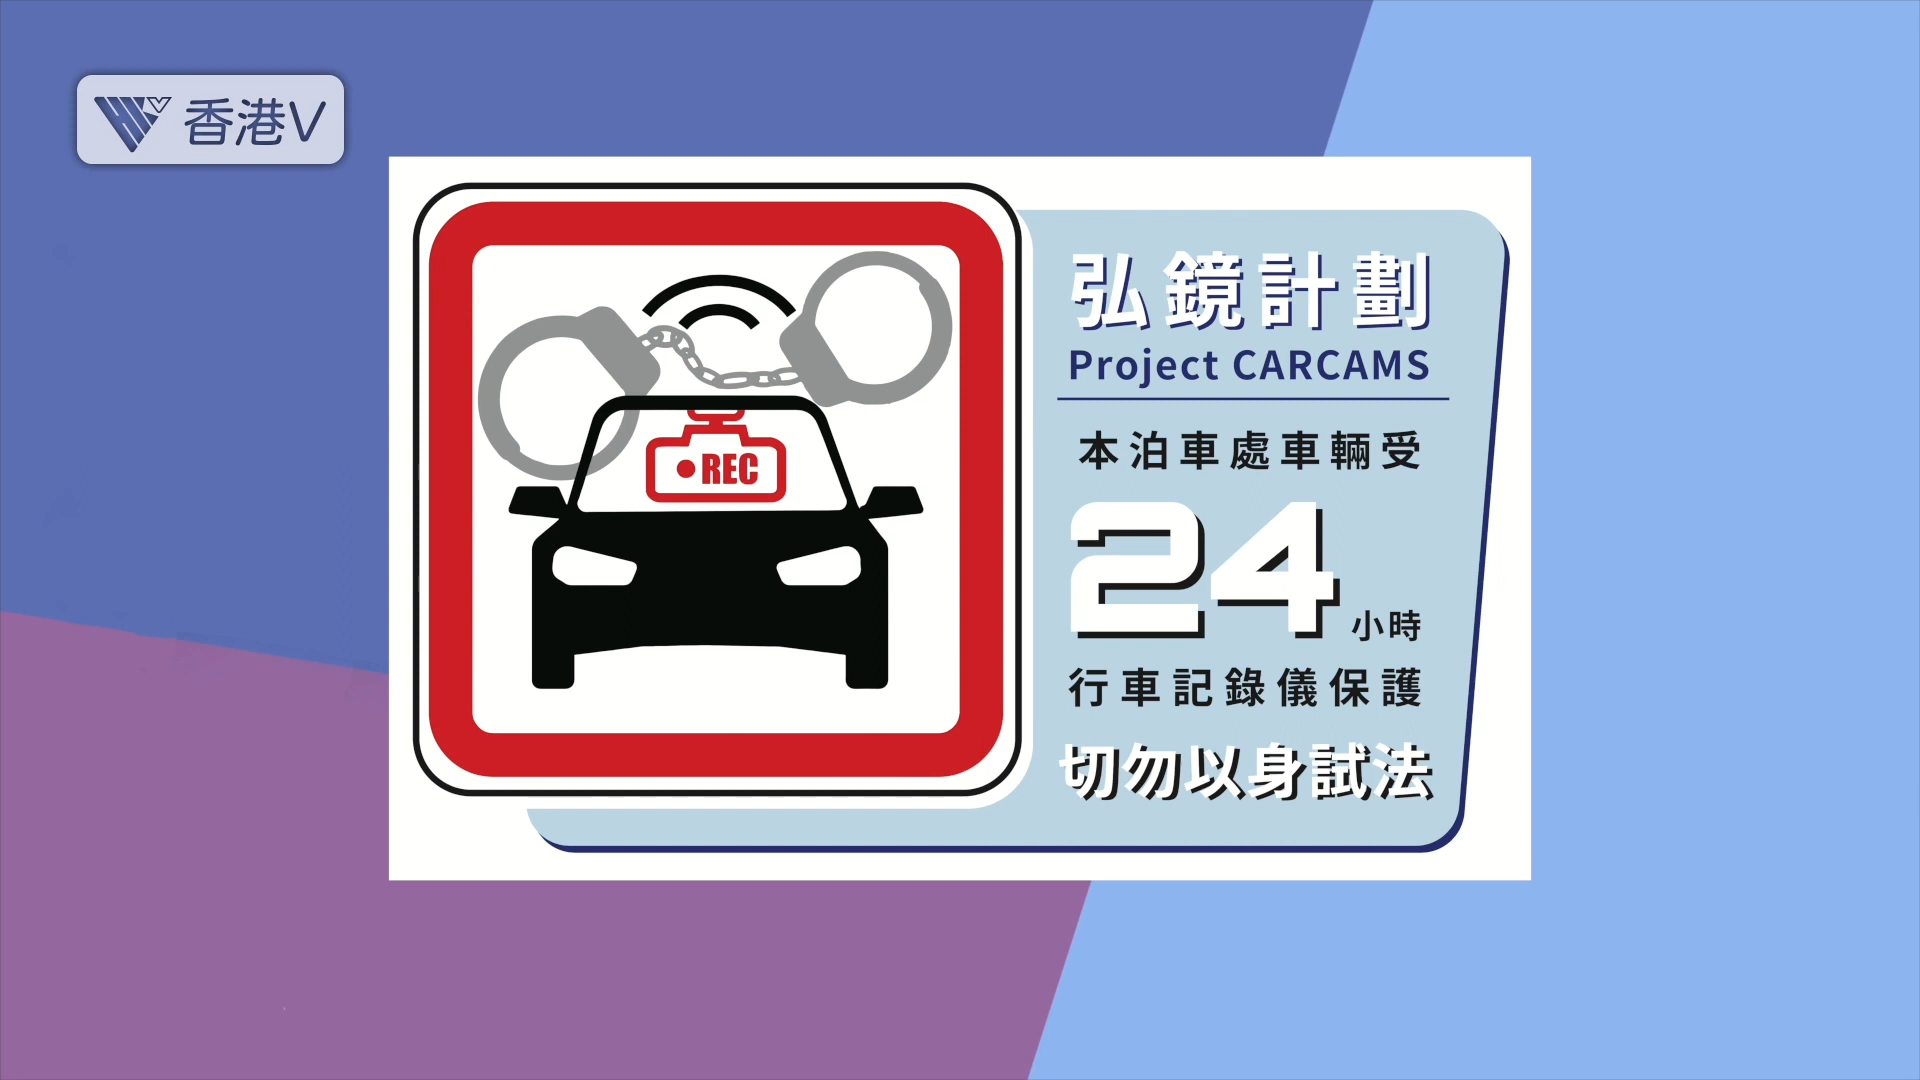 香港V
REC
弘鏡計劃
Project CARCAMS
本泊車處車輛受
24小時
行車記錄儀保護
切勿以身試法